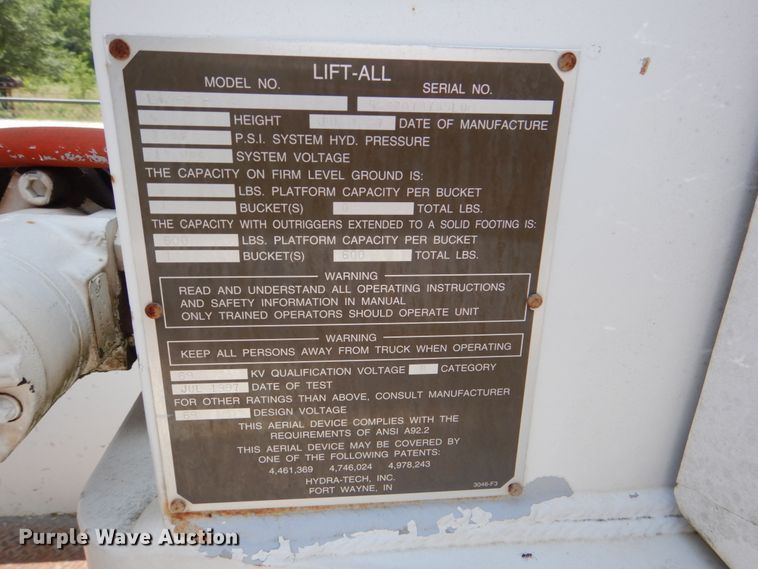 LIFT-ALL
MODEL NO. SERIAL NO.
HEIGHT DATE OF MANUFACTURE
P.S.I. SYSTEM HYD. PRESSURE
SYSTEM VOLTAGE
THE CAPACITY ON FIRM LEVEL GROUND IS:
LBS. PLATFORM CAPACITY PER BUCKET
BUCKET(S) 0 TOTAL LBS.
THE CAPACITY WITH OUTRIGGERS EXTENDED TO A SOLID FOOTING IS:
600 LBS. PLATFORM CAPACITY PER BUCKET
1 BUCKET(S) 600 TOTAL LBS.
WARNING
READ AND UNDERSTAND ALL OPERATING INSTRUCTIONS
AND SAFETY INFORMATION IN MANUAL
ONLY TRAINED OPERATORS SHOULD OPERATE UNIT
WARNING
KEEP ALL PERSONS AWAY FROM TRUCK WHEN OPERATING
KV QUALIFICATION VOLTAGE CATEGORY
JUL 1997 DATE OF TEST
FOR OTHER RATINGS THAN ABOVE, CONSULT MANUFACTURER
DESIGN VOLTAGE
THIS AERIAL DEVICE COMPLIES WITH THE
REQUIREMENTS OF ANSI A92.2
THIS AERIAL DEVICE MAY BE COVERED BY
ONE OF THE FOLLOWING PATENTS
4,461,369 4,746,024 4,978,243
HYDRA-TECH, INC.
FORT WAYNE, IN
3046-F3
Purple Wave Auction